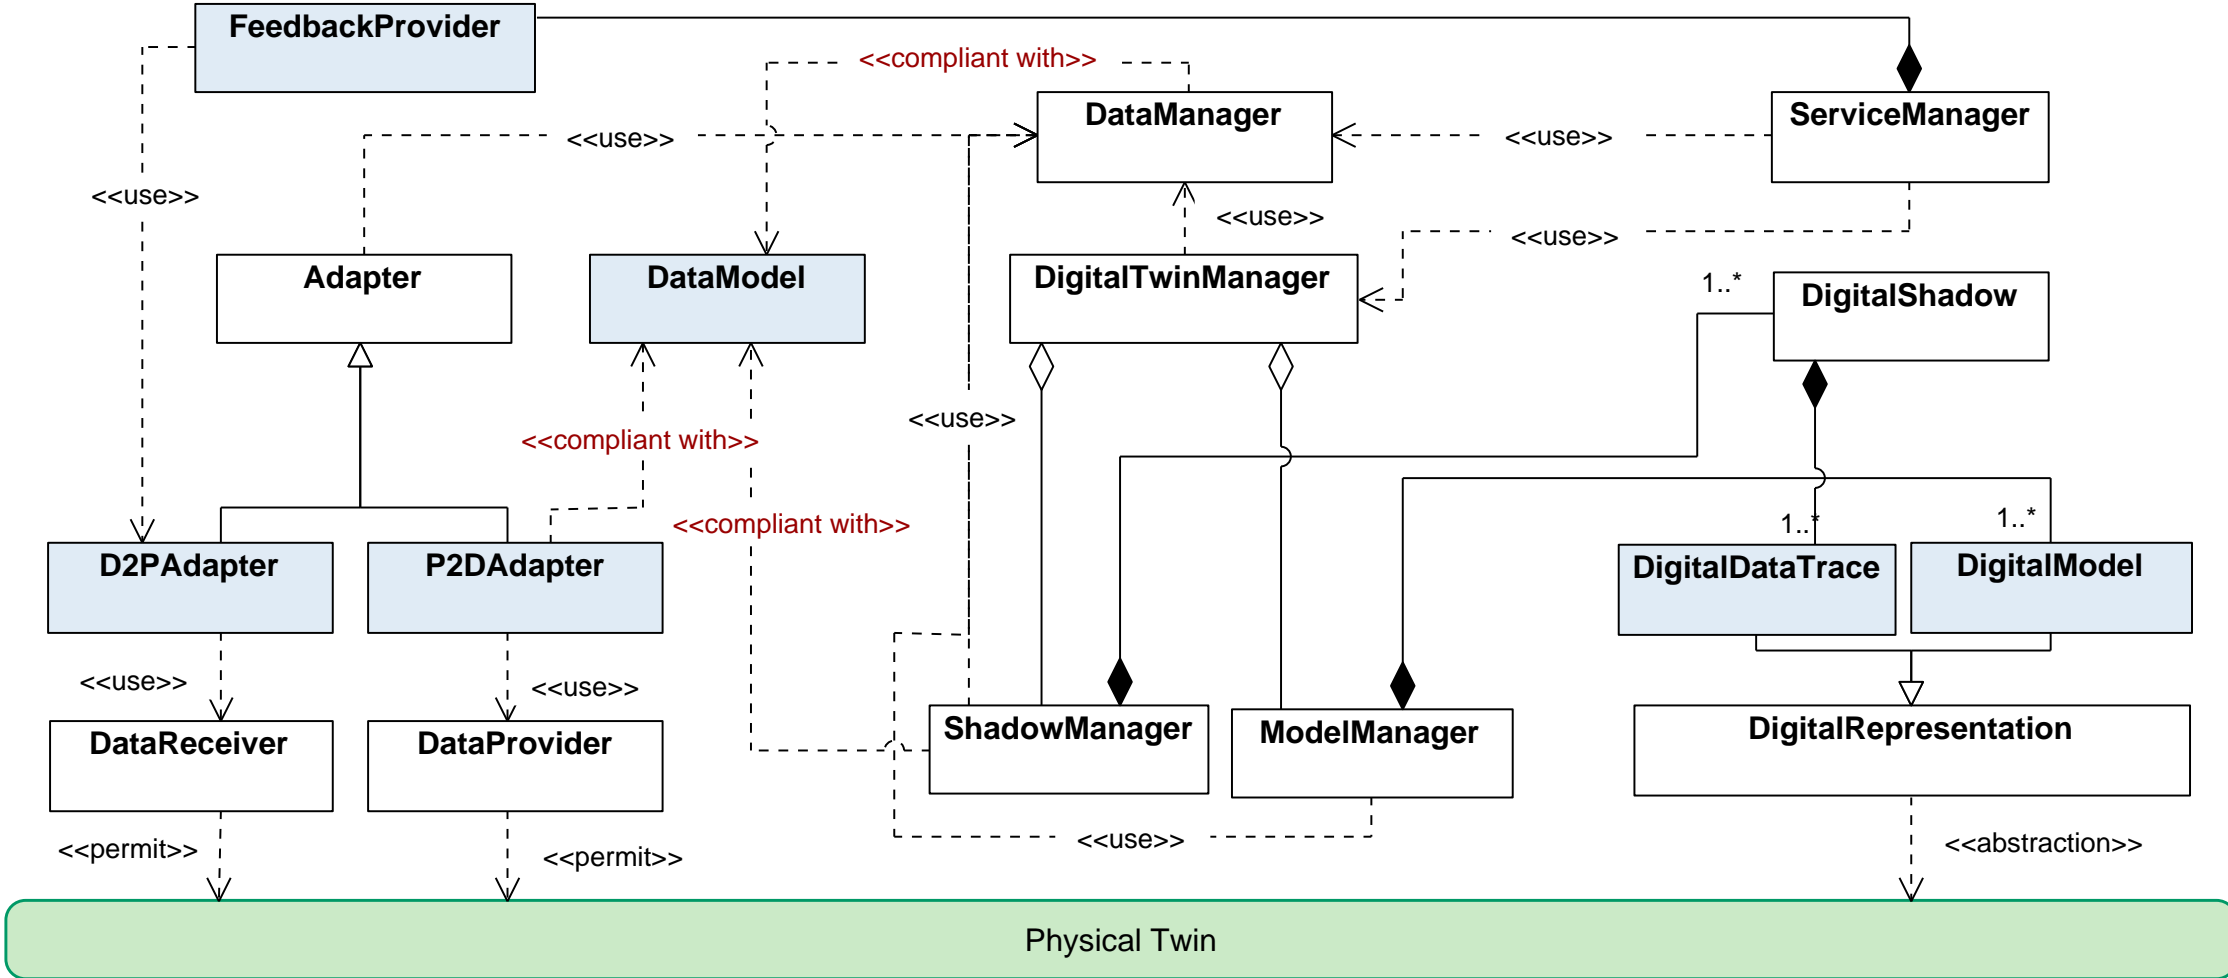 FeedbackProvider
<<compliant with>>
DataManager
ServiceManager
<<use>>
<<use>>
<<use>>
<<use>>
<<use>>
Adapter
DataModel
DigitalTwinManager
1..*
DigitalShadow
<<use>>
<<compliant with>>
<<compliant with>>
1..*
1..*
D2PAdapter
P2DAdapter
DigitalDataTrace
DigitalModel
<<use>>
<<use>>
DataReceiver
DataProvider
ShadowManager
ModelManager
DigitalRepresentation
<<permit>>
<<permit>>
<<use>>
<<abstraction>>
Physical Twin
<<use>>